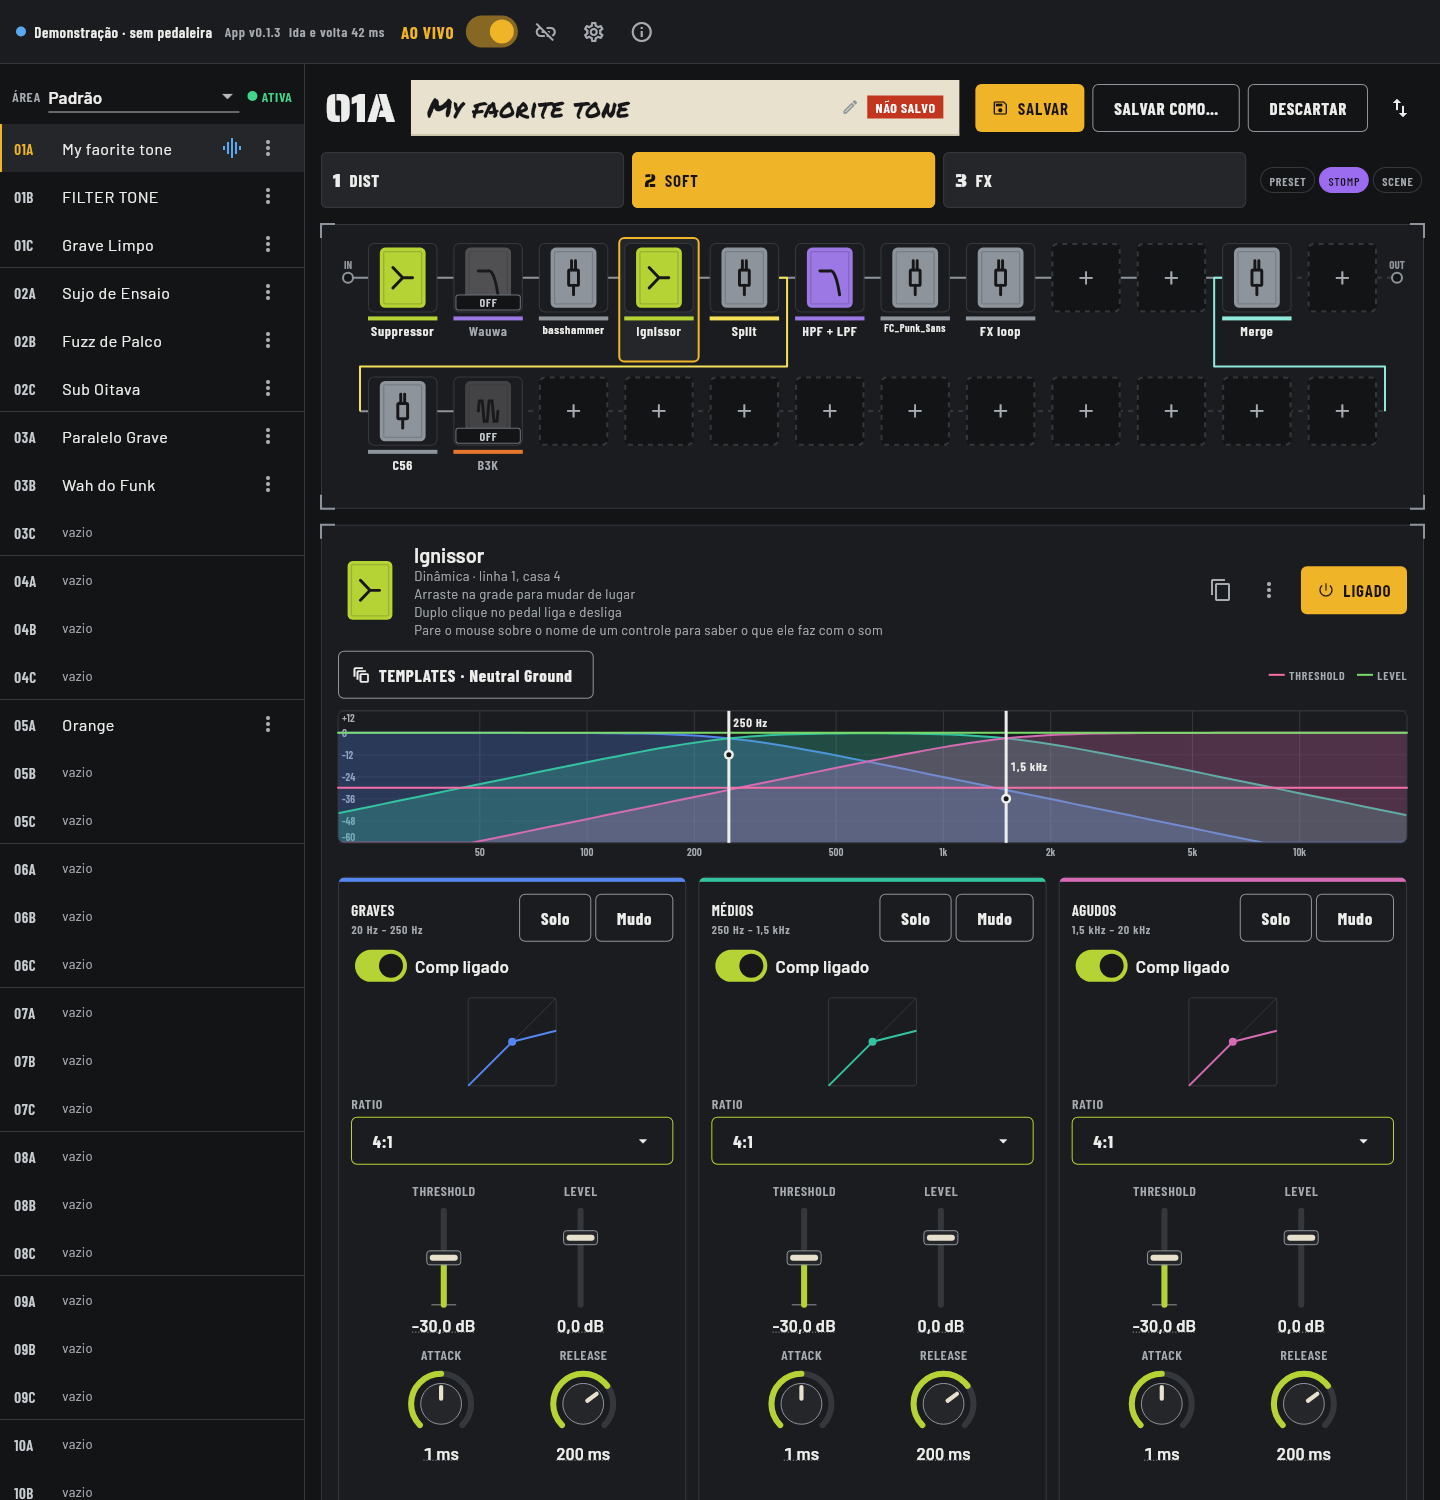 Demonstração · sem pedaleira App v0.1.3 Ida e volta 42 ms AO VIVO
ÁREA Padrão ATIVA
01A My faorite tone
01B FILTER TONE
01C Grave Limpo
02A Sujo de Ensaio
02B Fuzz de Palco
02C Sub Oitava
03A Paralelo Grave
03B Wah do Funk
03C vazio
04A vazio
04B vazio
04C vazio
05A Orange
05B vazio
05C vazio
06A vazio
06B vazio
06C vazio
07A vazio
07B vazio
07C vazio
08A vazio
08B vazio
08C vazio
09A vazio
09B vazio
09C vazio
10A vazio
10B vazio
01A My faorite tone NÃO SALVO SALVAR SALVAR COMO... DESCARTAR
1 DIST 2 SOFT 3 FX PRESET STOMP SCENE
IN OUT
OFF
Suppressor Wauwa basshammer Ignissor Split HPF + LPF FC_Punk_Sans FX loop Merge
OFF
C56 B3K
Ignissor
Dinâmica · linha 1, casa 4
Arraste na grade para mudar de lugar
Duplo clique no pedal liga e desliga
Pare o mouse sobre o nome de um controle para saber o que ele faz com o som
LIGADO
TEMPLATES · Neutral Ground THRESHOLD LEVEL
+12
0
-12
-24
-36
-48
-60
250 Hz
1,5 kHz
50 100 200 500 1k 2k 5k 10k
GRAVES
20 Hz – 250 Hz
Solo Mudo
Comp ligado
RATIO
4:1
THRESHOLD LEVEL
-30,0 dB 0,0 dB
ATTACK RELEASE
1 ms 200 ms
MÉDIOS
250 Hz – 1,5 kHz
Solo Mudo
Comp ligado
RATIO
4:1
THRESHOLD LEVEL
-30,0 dB 0,0 dB
ATTACK RELEASE
1 ms 200 ms
AGUDOS
1,5 kHz – 20 kHz
Solo Mudo
Comp ligado
RATIO
4:1
THRESHOLD LEVEL
-30,0 dB 0,0 dB
ATTACK RELEASE
1 ms 200 ms